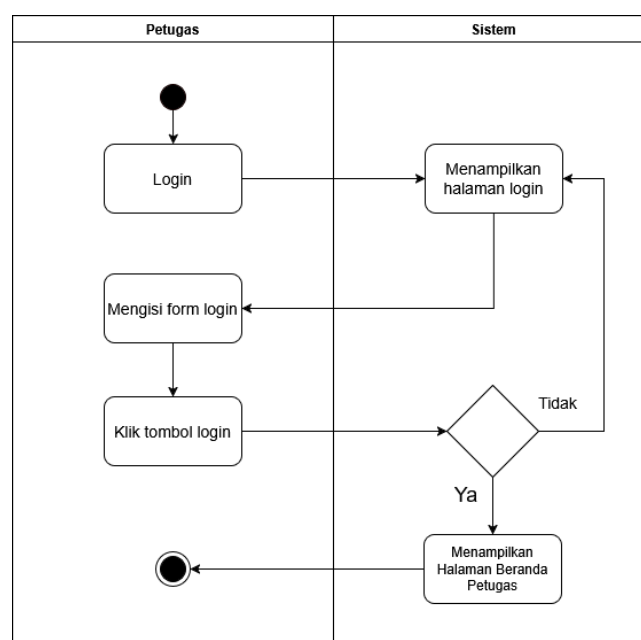 Petugas
Sistem
Login
Menampilkan
halaman login
Mengisi form login
Klik tombol login
Tidak
Ya
Menampilkan
Halaman Beranda
Petugas